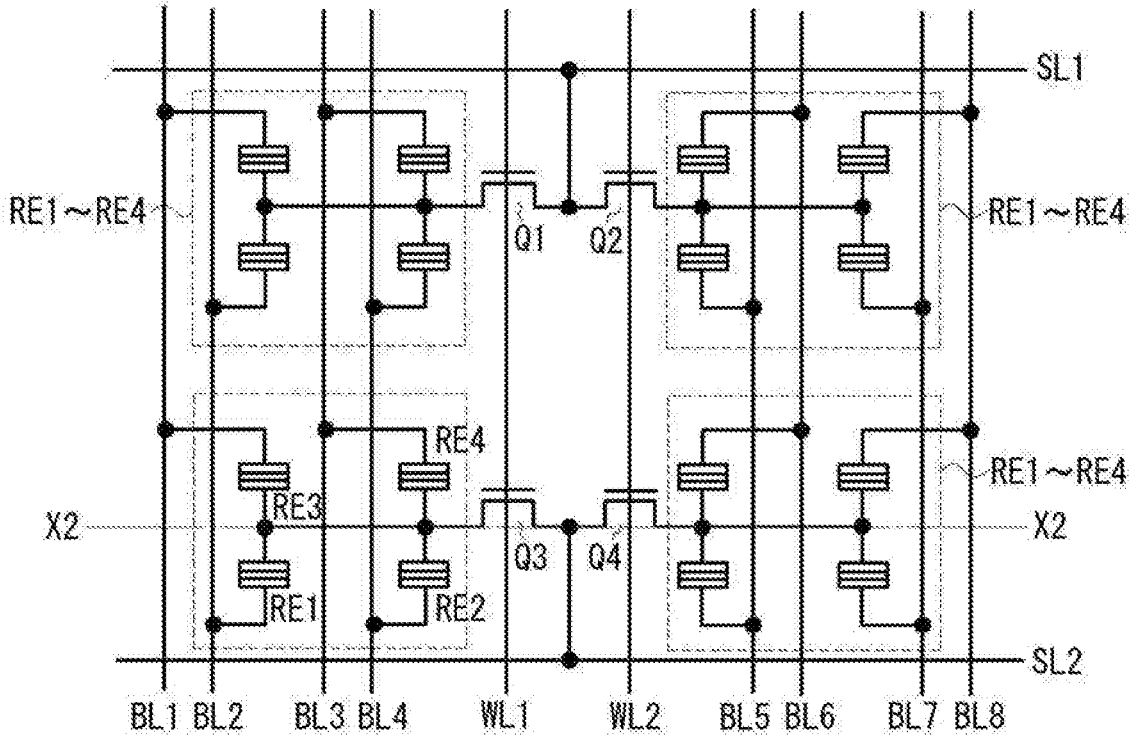 SL1
RE1~RE4
RE1~RE4
Q1
Q2
RE4
RE1~RE4
RE3
X2
X2
Q3
Q4
RE1
RE2
SL2
BL1 BL2 BL3 BL4 WL1 WL2 BL5 BL6 BL7 BL8